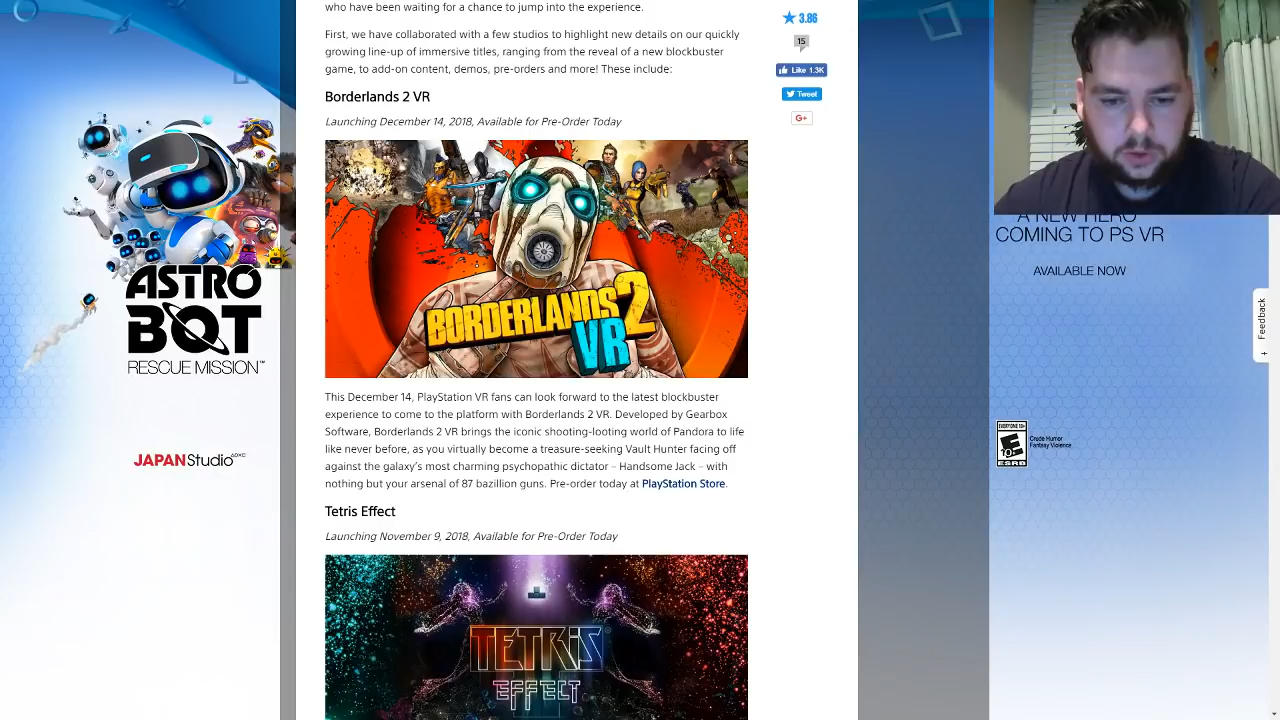 who have been waiting for a chance to jump into the experience.
First, we have collaborated with a few studios to highlight new details on our quickly
growing line-up of immersive titles, ranging from the reveal of a new blockbuster
game, to add-on content, demos, pre-orders and more! These include:
Borderlands 2 VR
Launching December 14, 2018, Available for Pre-Order Today
BORDERLANDS 2
VR
This December 14, PlayStation VR fans can look forward to the latest blockbuster
experience to come to the platform with Borderlands 2 VR. Developed by Gearbox
Software, Borderlands 2 VR brings the iconic shooting-looting world of Pandora to life
like never before, as you virtually become a treasure-seeking Vault Hunter facing off
against the galaxy's most charming psychopathic dictator – Handsome Jack – with
nothing but your arsenal of 87 bazillion guns. Pre-order today at PlayStation Store.
Tetris Effect
Launching November 9, 2018, Available for Pre-Order Today
TETRIS®
EFFECT
3.86
15
Like 1.3K
Tweet
G+
ASTRO
BOT
RESCUE MISSION™
JAPANStudio
A NEW HERO
COMING TO PS VR
AVAILABLE NOW
+ Feedback
EVERYONE 10+
E
10+
ESRB
Crude Humor
Fantasy Violence